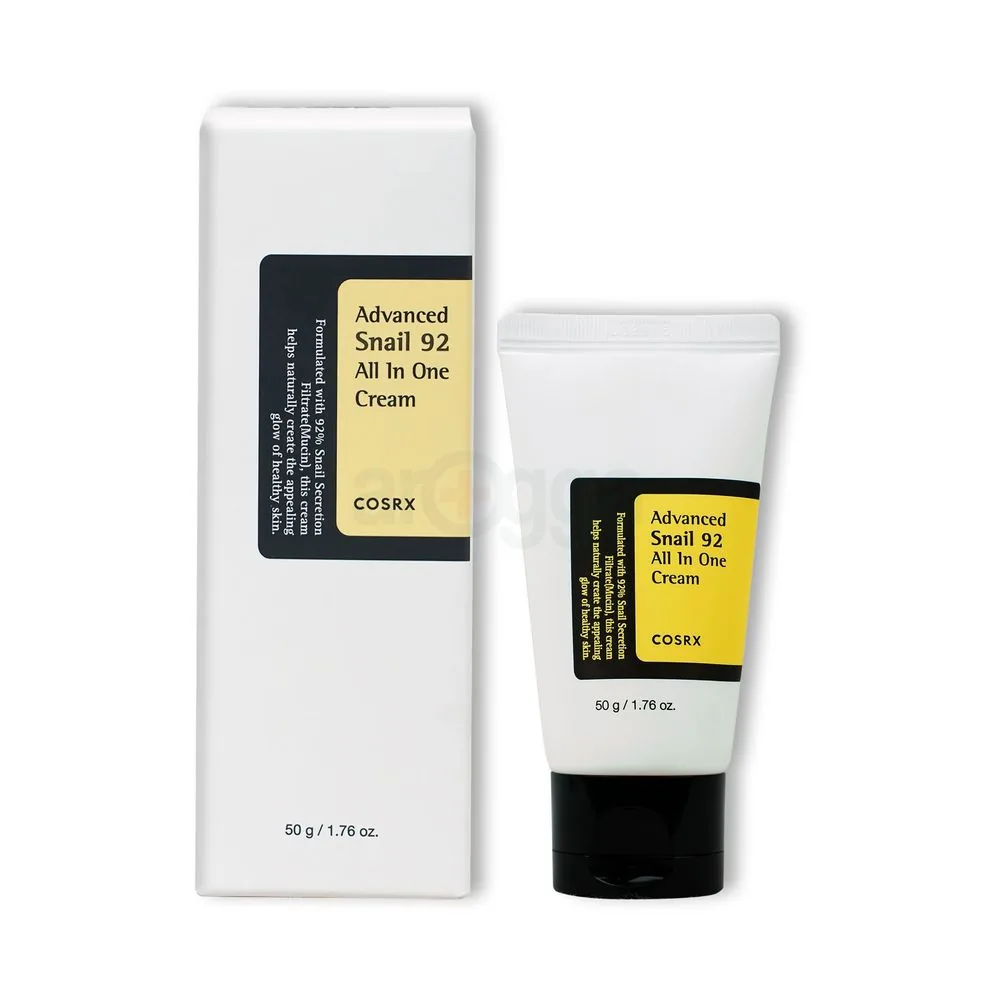 Advanced
Snail 92
All In One
Cream
COSRX
Formulated with 92% Snail Secretion
Filtrate(Mucin), this cream
helps naturally create the appealing
glow of healthy skin.
50 g / 1.76 oz.
Advanced
Snail 92
All In One
Cream
COSRX
Formulated with 92% Snail Secretion
Filtrate(Mucin), this cream
helps naturally create the appealing
glow of healthy skin.
50 g / 1.76 oz.